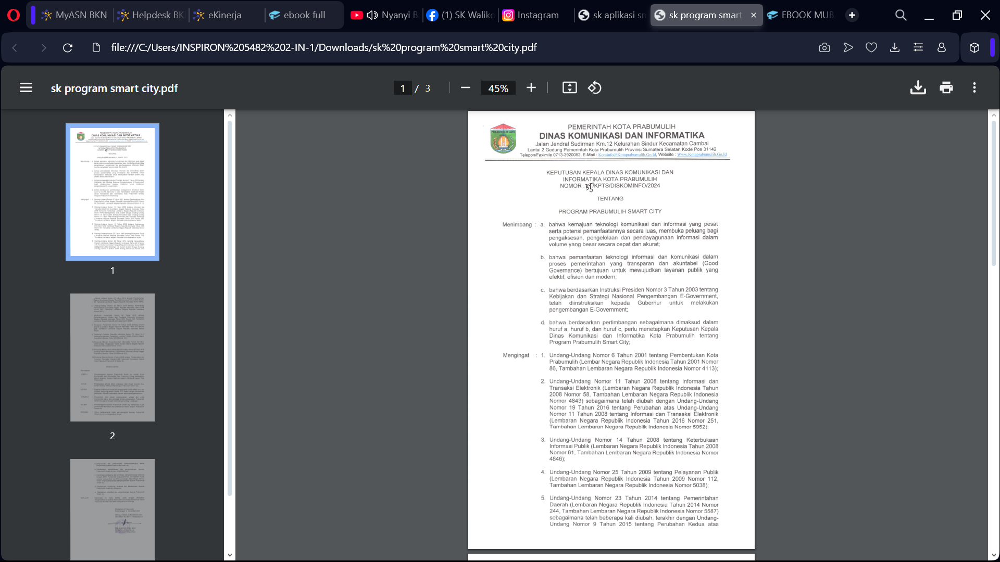 MyASN BKN
Helpdesk BK
eKinerja
ebook full
Nyanyi B
(1) SK Waliko
Instagram
sk aplikasi sm
sk program smart
EBOOK MUB
file:///C:/Users/INSPIRON%205482%202-IN-1/Downloads/sk%20program%20smart%20city.pdf
sk program smart city.pdf
1 / 3
45%
1
2
PEMERINTAH KOTA PRABUMULIH
DINAS KOMUNIKASI DAN INFORMATIKA
Jalan Jendral Sudirman Km.12 Kelurahan Sindur Kecamatan Cambai
Lantai 2 Gedung Pemerintah Kota Prabumulih Provinsi Sumatera Selatan Kode Pos 31142
Telepon/Faximile 0713-3920052, E-Mail : Kominfo@Kotaprabumulih.Go.Id, Website : Www.Kotaprabumulih.Go.Id
KEPUTUSAN KEPALA DINAS KOMUNIKASI DAN
INFORMATIKA KOTA PRABUMULIH
NOMOR : 35/KPTS/DISKOMINFO/2024
TENTANG
PROGRAM PRABUMULIH SMART CITY
Menimbang : a. bahwa kemajuan teknologi komunikasi dan informasi yang pesat
serta potensi pemanfaatannya secara luas, membuka peluang bagi
pengaksesan, pengelolaan dan pendayagunaan informasi dalam
volume yang besar secara cepat dan akurat;
b. bahwa pemanfaatan teknologi informasi dan komunikasi dalam
proses pemerintahan yang transparan dan akuntabel (Good
Governance) bertujuan untuk mewujudkan layanan publik yang
efektif, efisien dan modern;
c. bahwa berdasarkan Instruksi Presiden Nomor 3 Tahun 2003 tentang
Kebijakan dan Strategi Nasional Pengembangan E-Government,
telah diinstruksikan kepada Gubernur untuk melakukan
pengembangan E-Government;
d. bahwa berdasarkan pertimbangan sebagaimana dimaksud dalam
huruf a, huruf b, dan huruf c, perlu menetapkan Keputusan Kepala
Dinas Komunikasi dan Informatika Kota Prabumulih tentang
Program Prabumulih Smart City;
Mengingat : 1. Undang-Undang Nomor 6 Tahun 2001 tentang Pembentukan Kota
Prabumulih (Lembar Negara Republik Indonesia Tahun 2001 Nomor
86, Tambahan Lembaran Negara Republik Indonesia Nomor 4113);
2. Undang-Undang Nomor 11 Tahun 2008 tentang Informasi dan
Transaksi Elektronik (Lembaran Negara Republik Indonesia Tahun
2008 Nomor 58, Tambahan Lembaran Negara Republik Indonesia
Nomor 4843) sebagaimana telah diubah dengan Undang-Undang
Nomor 19 Tahun 2016 tentang Perubahan atas Undang-Undang
Nomor 11 Tahun 2008 tentang Informasi dan Transaksi Elektronik
(Lembaran Negara Republik Indonesia Tahun 2016 Nomor 251,
Tambahan Lembaran Negara Republik Indonesia Nomor 5952);
3. Undang-Undang Nomor 14 Tahun 2008 tentang Keterbukaan
Informasi Publik (Lembaran Negara Republik Indonesia Tahun 2008
Nomor 61, Tambahan Lembaran Negara Republik Indonesia Nomor
4846);
4. Undang-Undang Nomor 25 Tahun 2009 tentang Pelayanan Publik
(Lembaran Negara Republik Indonesia Tahun 2009 Nomor 112,
Tambahan Lembaran Negara Republik Indonesia Nomor 5038);
5. Undang-Undang Nomor 23 Tahun 2014 tentang Pemerintahan
Daerah (Lembaran Negara Republik Indonesia Tahun 2014 Nomor
244, Tambahan Lembaran Negara Republik Indonesia Nomor 5587)
sebagaimana telah beberapa kali diubah, terakhir dengan Undang-
Undang Nomor 9 Tahun 2015 tentang Perubahan Kedua atas